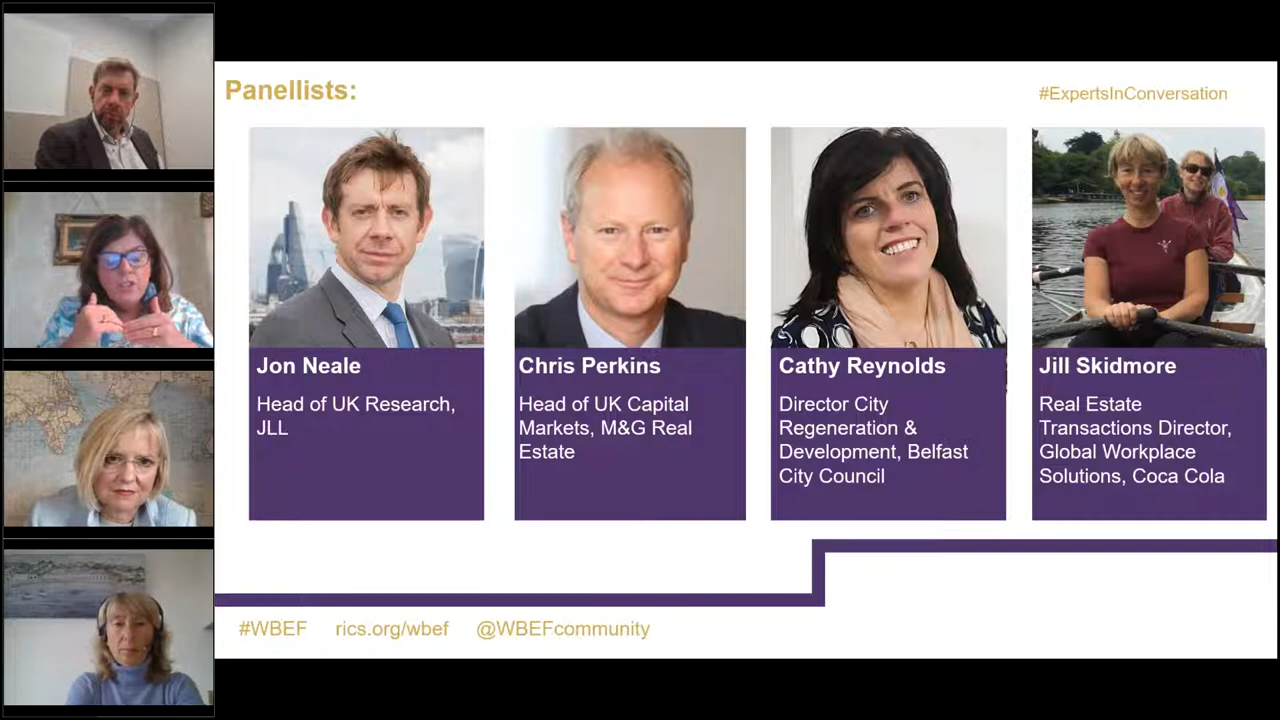 Panellists:
#ExpertsInConversation
Jon Neale
Head of UK Research,
JLL
Chris Perkins
Head of UK Capital
Markets, M&G Real
Estate
Cathy Reynolds
Director City
Regeneration &
Development, Belfast
City Council
Jill Skidmore
Real Estate
Transactions Director,
Global Workplace
Solutions, Coca Cola
#WBEF rics.org/wbef @WBEFcommunity